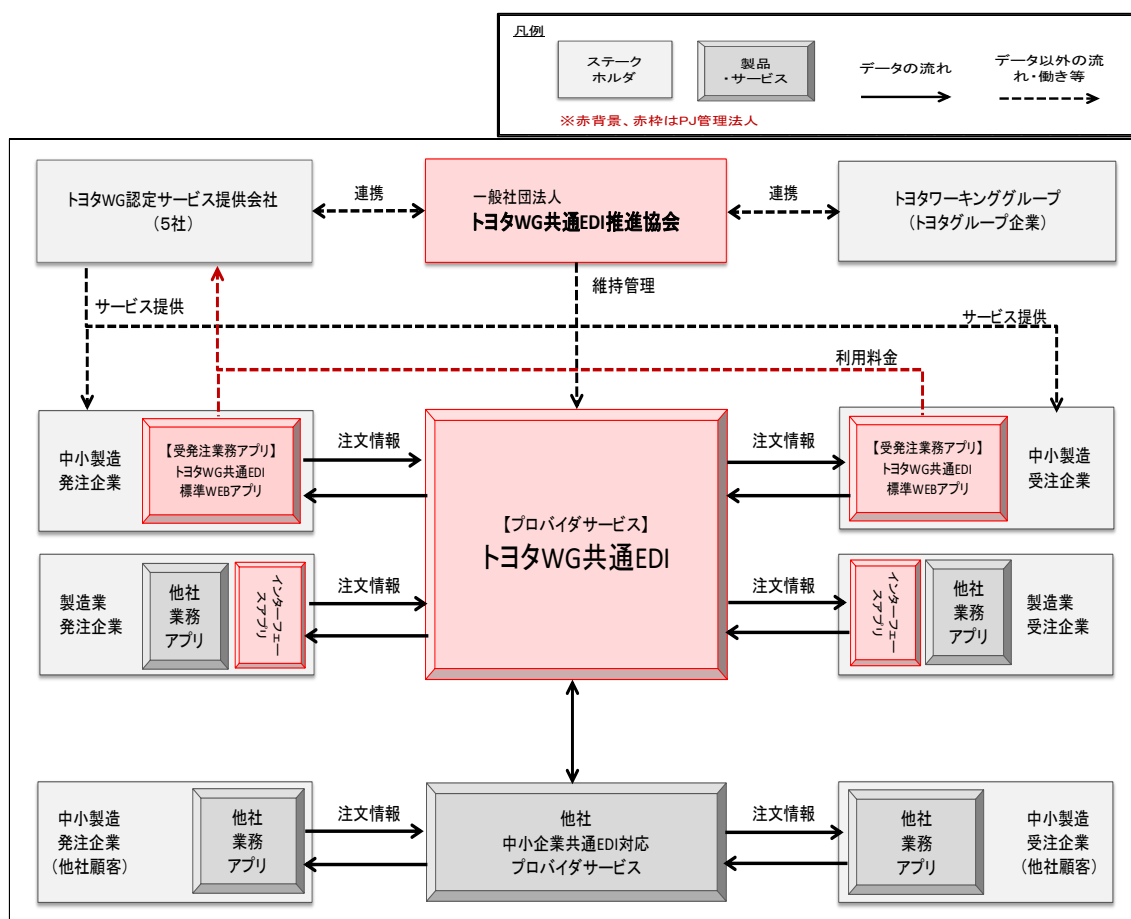 凡例
ステーク
ホルダ
製品
・サービス
データの流れ
データ以外の流
れ・働き等
※赤背景、赤枠はPJ管理法人
トヨタWG認定サービス提供会社
（5社）
連携
一般社団法人
トヨタWG共通EDI推進協会
連携
トヨタワーキンググループ
（トヨタグループ企業）
サービス提供
維持管理
サービス提供
利用料金
中小製造
発注企業
【受発注業務アプリ】
トヨタWG共通EDI
標準WEBアプリ
注文情報
【プロバイダサービス】
トヨタWG共通EDI
注文情報
【受発注業務アプリ】
トヨタWG共通EDI
標準WEBアプリ
中小製造
受注企業
製造業
発注企業
他社
業務
アプリ
インターフェー
スアプリ
注文情報
注文情報
インターフェー
スアプリ
他社
業務
アプリ
製造業
受注企業
中小製造
発注企業
（他社顧客）
他社
業務
アプリ
注文情報
他社
中小企業共通EDI対応
プロバイダサービス
注文情報
他社
業務
アプリ
中小製造
受注企業
（他社顧客）